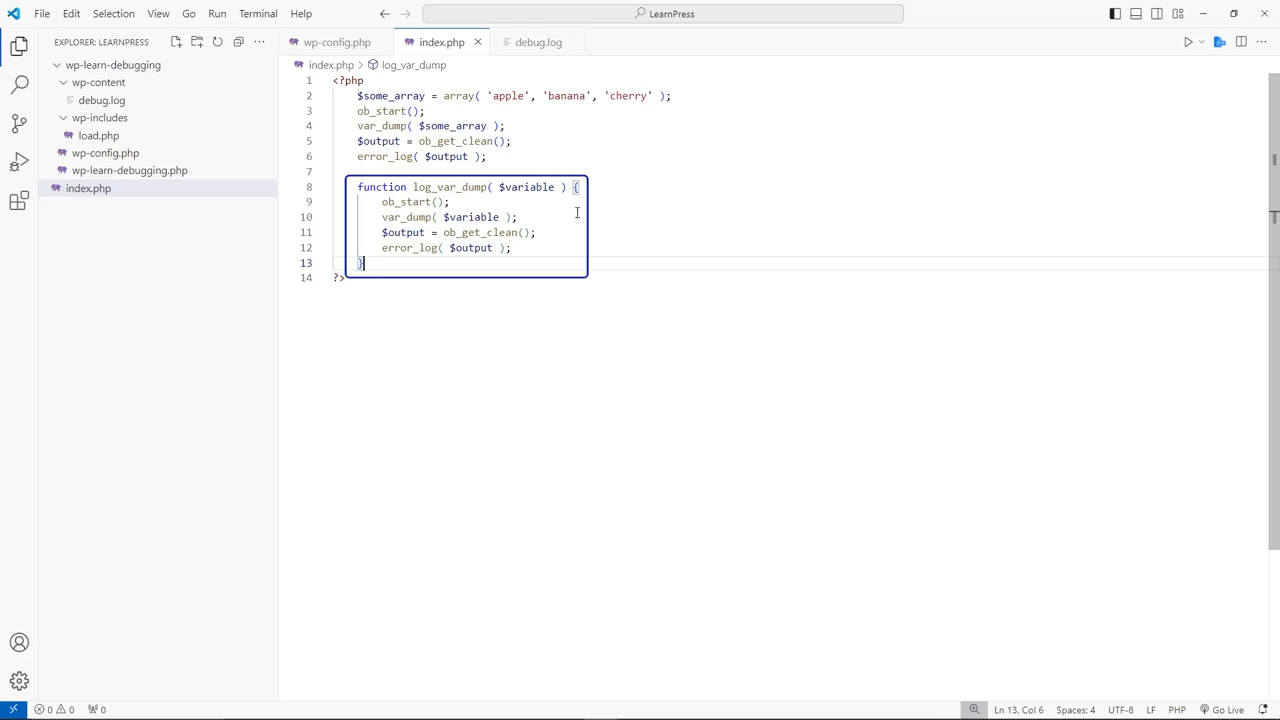 File Edit Selection View Go Run Terminal Help
LearnPress
EXPLORER: LEARNPRESS
wp-learn-debugging
wp-content
debug.log
wp-includes
load.php
wp-config.php
wp-learn-debugging.php
index.php
wp-config.php index.php debug.log
index.php > log_var_dump
1 <?php
2 $some_array = array( 'apple', 'banana', 'cherry' );
3 ob_start();
4 var_dump( $some_array );
5 $output = ob_get_clean();
6 error_log( $output );
7
8 function log_var_dump( $variable ) {
9 ob_start();
10 var_dump( $variable );
11 $output = ob_get_clean();
12 error_log( $output );
13 }
14 ?>
0 0 0 Ln 13, Col 6 Spaces: 4 UTF-8 LF PHP Go Live